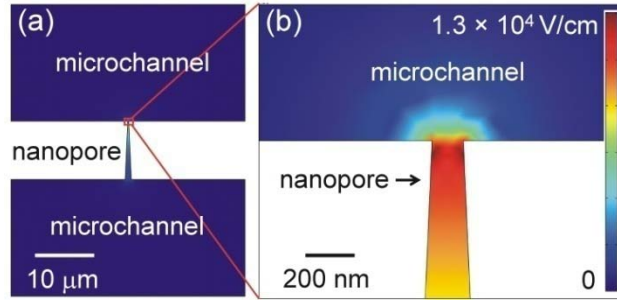 (a)
microchannel
nanopore
microchannel
10 μm
(b)
1.3 × 10⁴ V/cm
microchannel
nanopore →
200 nm
0